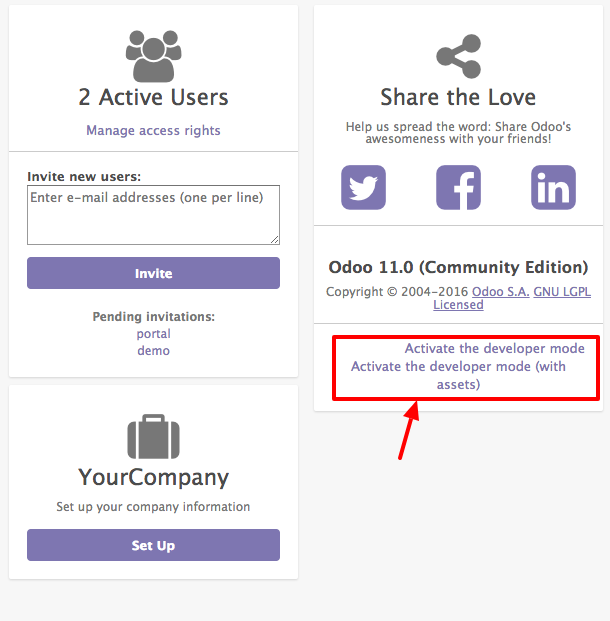 2 Active Users
Manage access rights
Invite new users:
Enter e-mail addresses (one per line)
Invite
Pending invitations:
portal
demo
YourCompany
Set up your company information
Set Up
Share the Love
Help us spread the word: Share Odoo's
awesomeness with your friends!
Odoo 11.0 (Community Edition)
Copyright © 2004-2016 Odoo S.A. GNU LGPL
Licensed
Activate the developer mode
Activate the developer mode (with
assets)